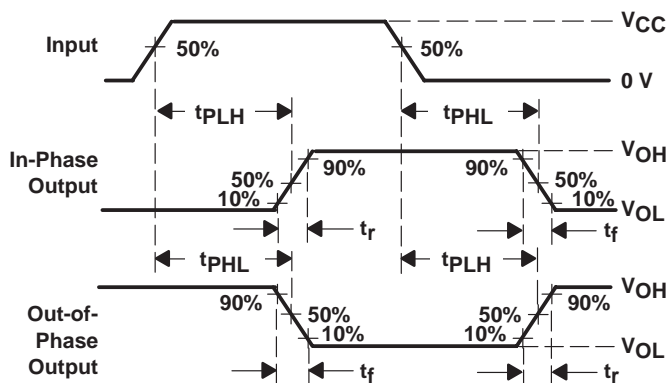 VCC
Input
50%
50%
0 V
tPLH
tPHL
VOH
In-Phase
Output
90%
90%
50%
50%
10%
10%
VOL
tr
tf
tPHL
tPLH
VOH
90%
90%
Out-of-
Phase
Output
50%
50%
10%
10%
VOL
tf
tr